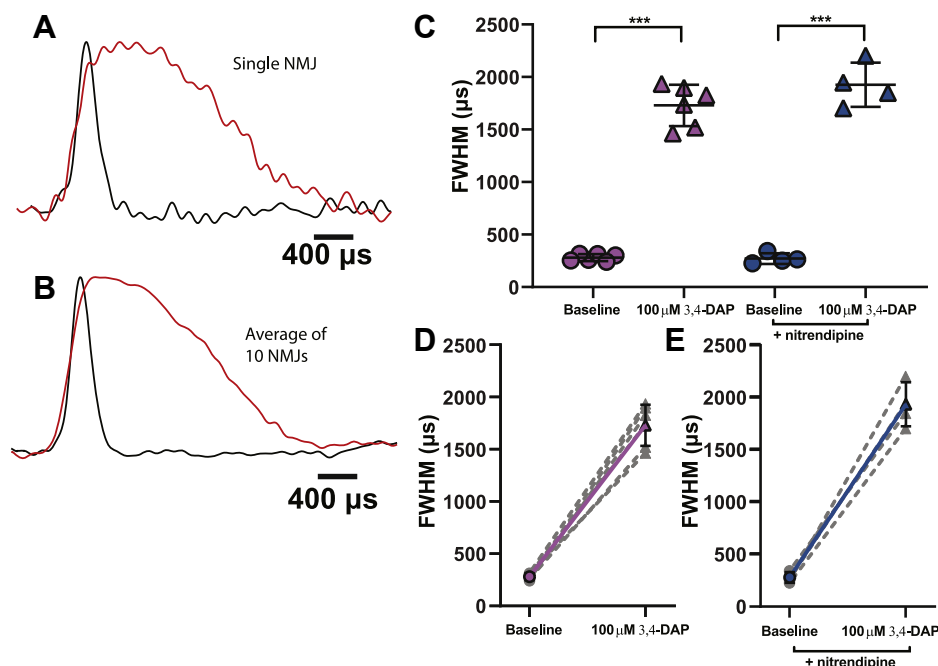 A
Single NMJ
400 µs
B
Average of
10 NMJs
400 µs
C
FWHM (µs)
2500
2000
1500
1000
500
0
***
***
Baseline
100 µM 3,4-DAP
Baseline
100 µM 3,4-DAP
+ nitrendipine
D
FWHM (µs)
2500
2000
1500
1000
500
0
Baseline
100 µM 3,4-DAP
E
FWHM (µs)
2500
2000
1500
1000
500
0
Baseline
100 µM 3,4-DAP
+ nitrendipine